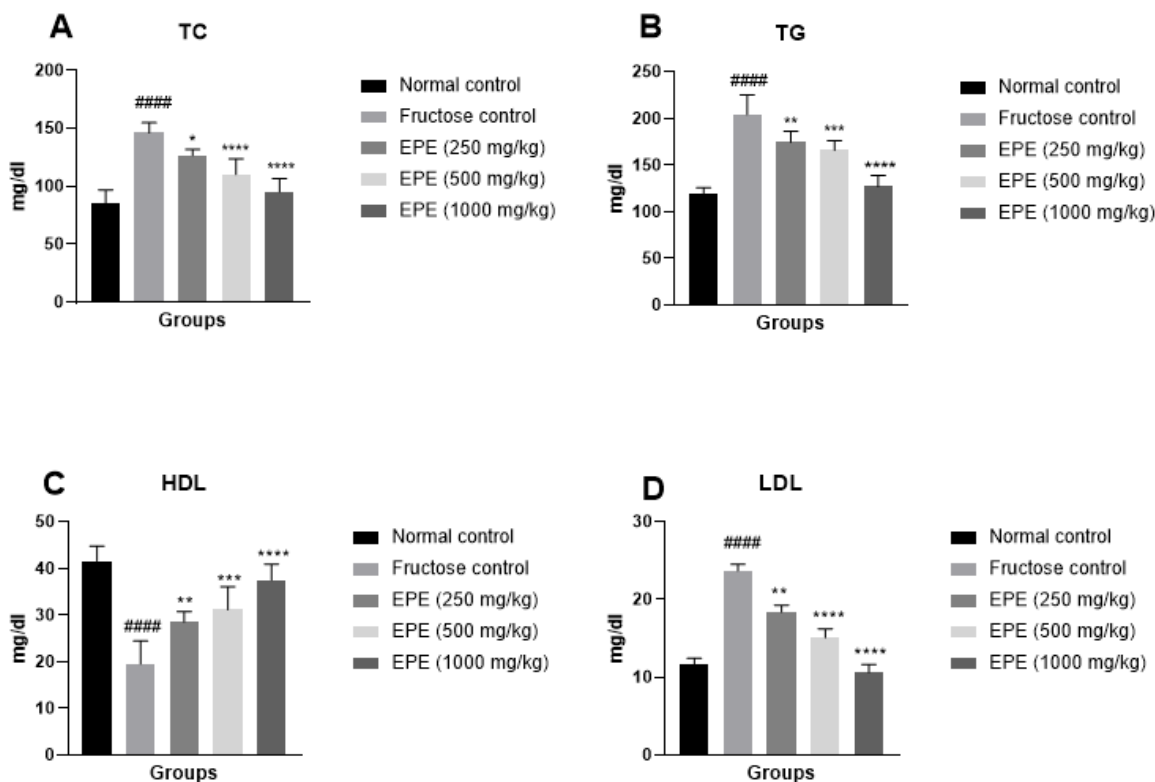 A
TC
200
150
100
50
0
mg/dl
####
*
****
****
Groups
Normal control
Fructose control
EPE (250 mg/kg)
EPE (500 mg/kg)
EPE (1000 mg/kg)
B
TG
250
200
150
100
50
0
mg/dl
####
**
***
****
Groups
Normal control
Fructose control
EPE (250 mg/kg)
EPE (500 mg/kg)
EPE (1000 mg/kg)
C
HDL
50
40
30
20
10
0
mg/dl
####
**
***
****
Groups
Normal control
Fructose control
EPE (250 mg/kg)
EPE (500 mg/kg)
EPE (1000 mg/kg)
D
LDL
30
20
10
0
mg/dl
####
**
****
****
Groups
Normal control
Fructose control
EPE (250 mg/kg)
EPE (500 mg/kg)
EPE (1000 mg/kg)